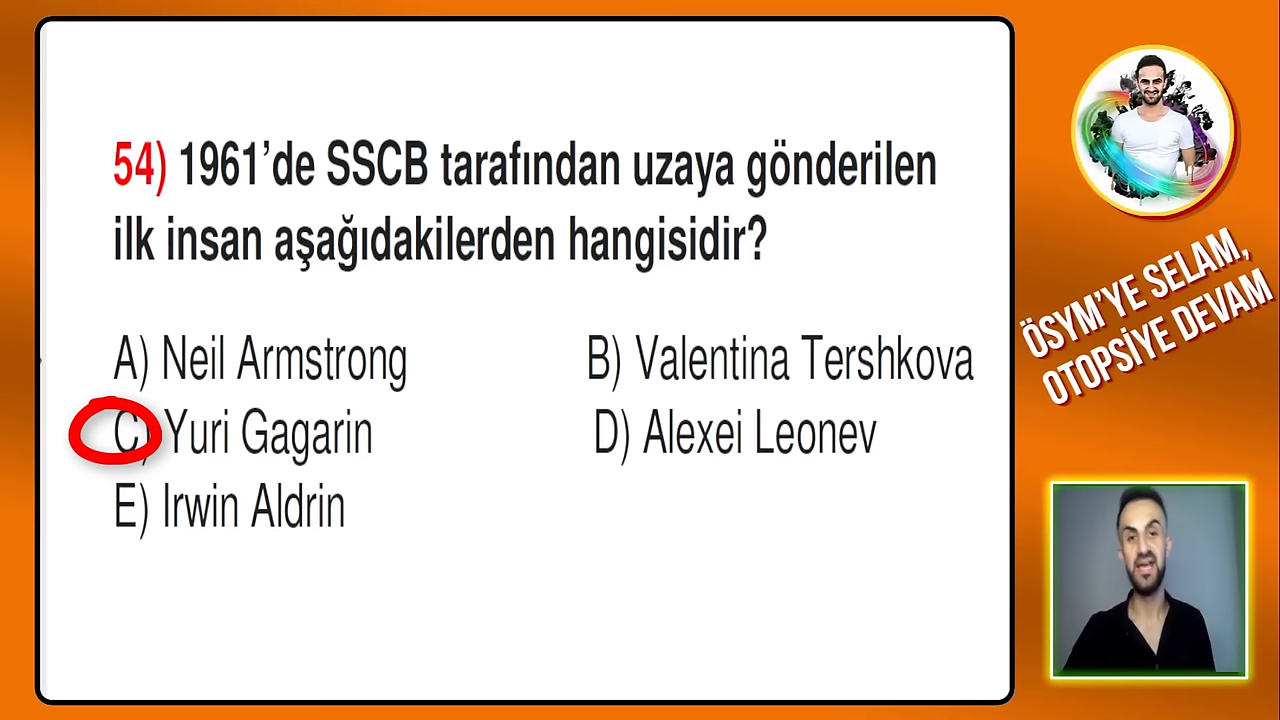 54) 1961’de SSCB tarafından uzaya gönderilen
ilk insan aşağıdakilerden hangisidir?
A) Neil Armstrong B) Valentina Tershkova
C) Yuri Gagarin D) Alexei Leonev
E) Irwin Aldrin
ÖSYM’YE SELAM,
OTOPSİYE DEVAM